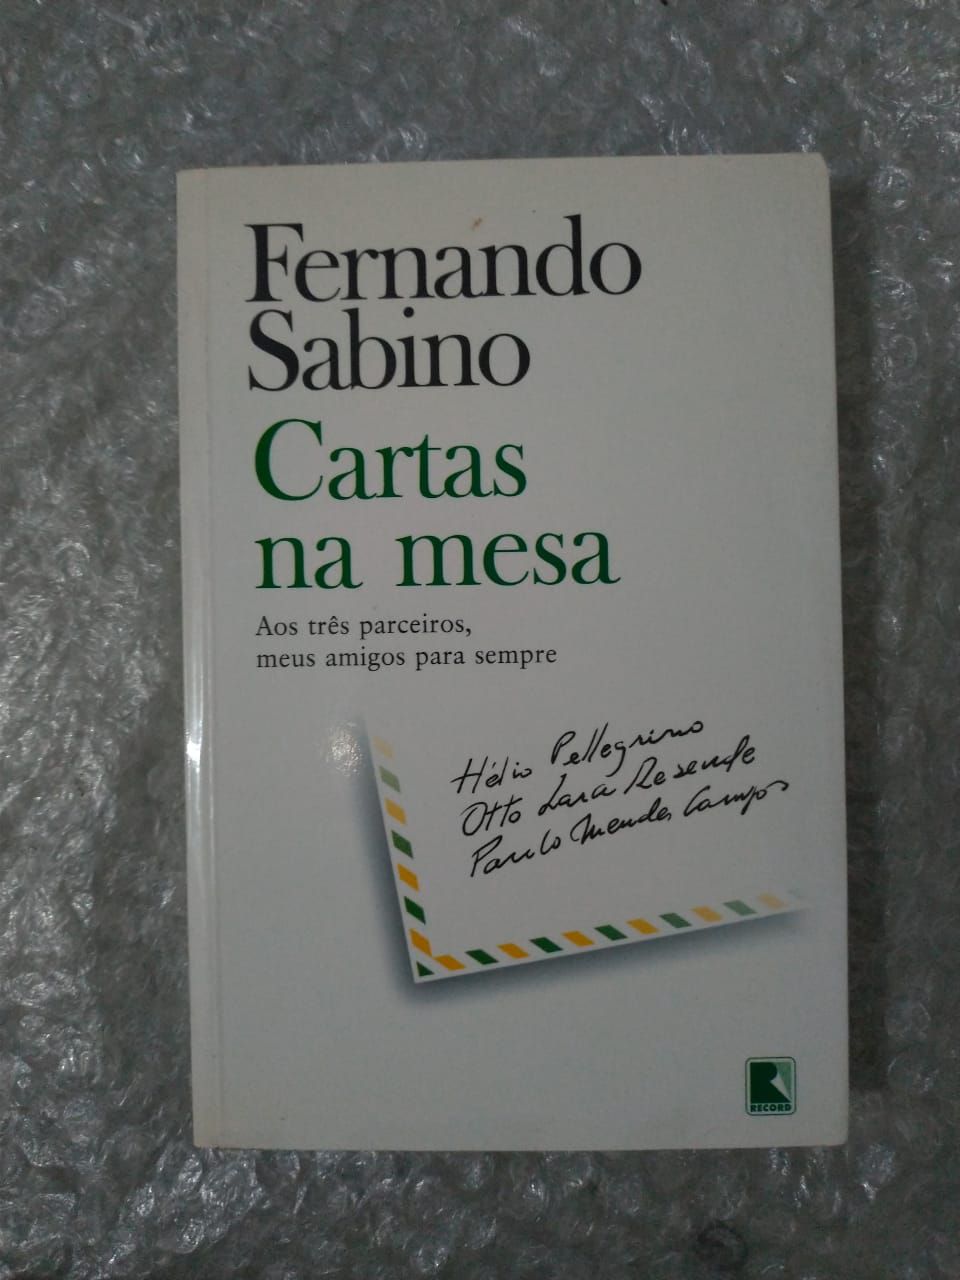 Fernando
Sabino
Cartas
na mesa
Aos três parceiros,
meus amigos para sempre
Hélio Pellegrino
Otto Lara Resende
Paulo Mendes Campos
R
RECORD